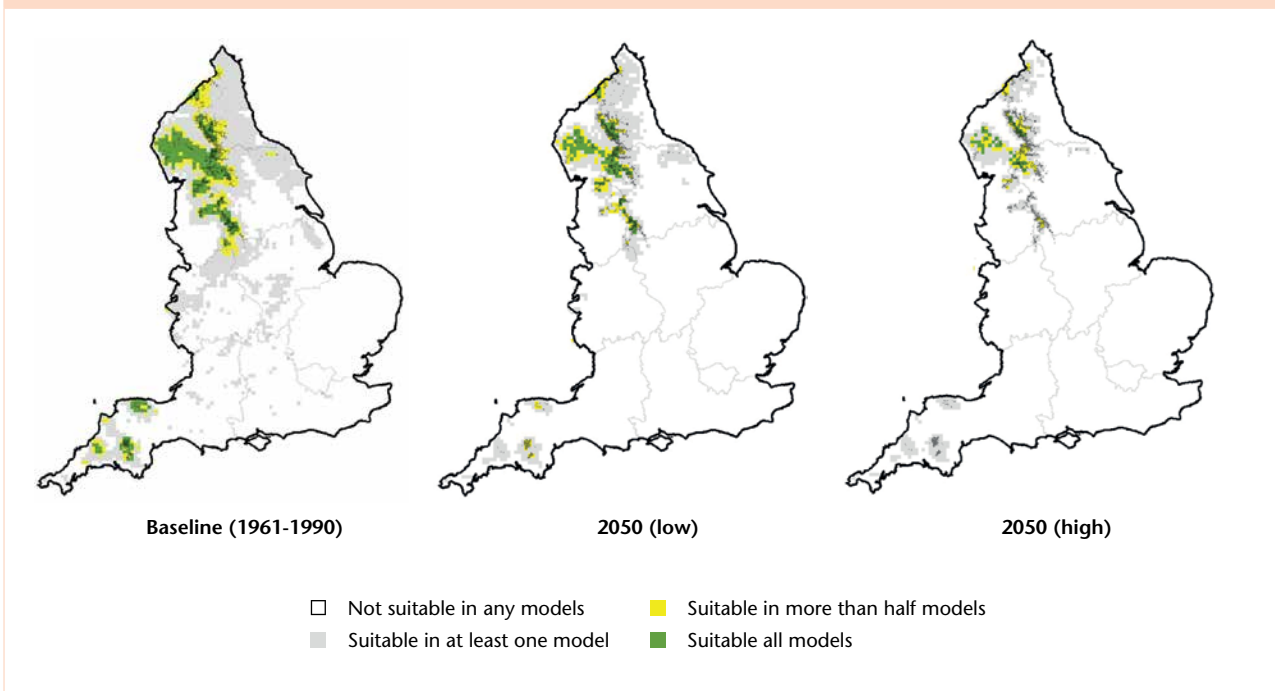 Baseline (1961-1990)
2050 (low)
2050 (high)
Not suitable in any models
Suitable in more than half models
Suitable in at least one model
Suitable all models